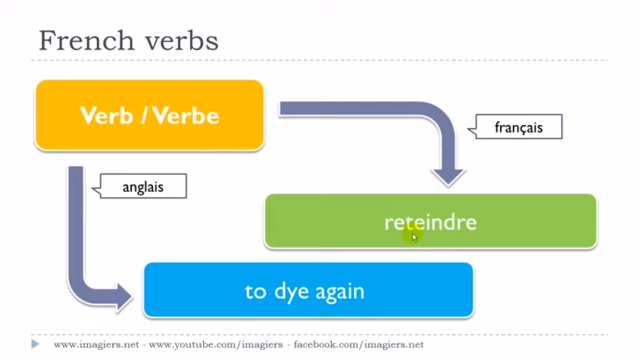 French verbs
Verb / Verbe
français
anglais
reteindre
to dye again
www.imagiers.net - www.youtube.com/imagiers - facebook.com/imagiers.net